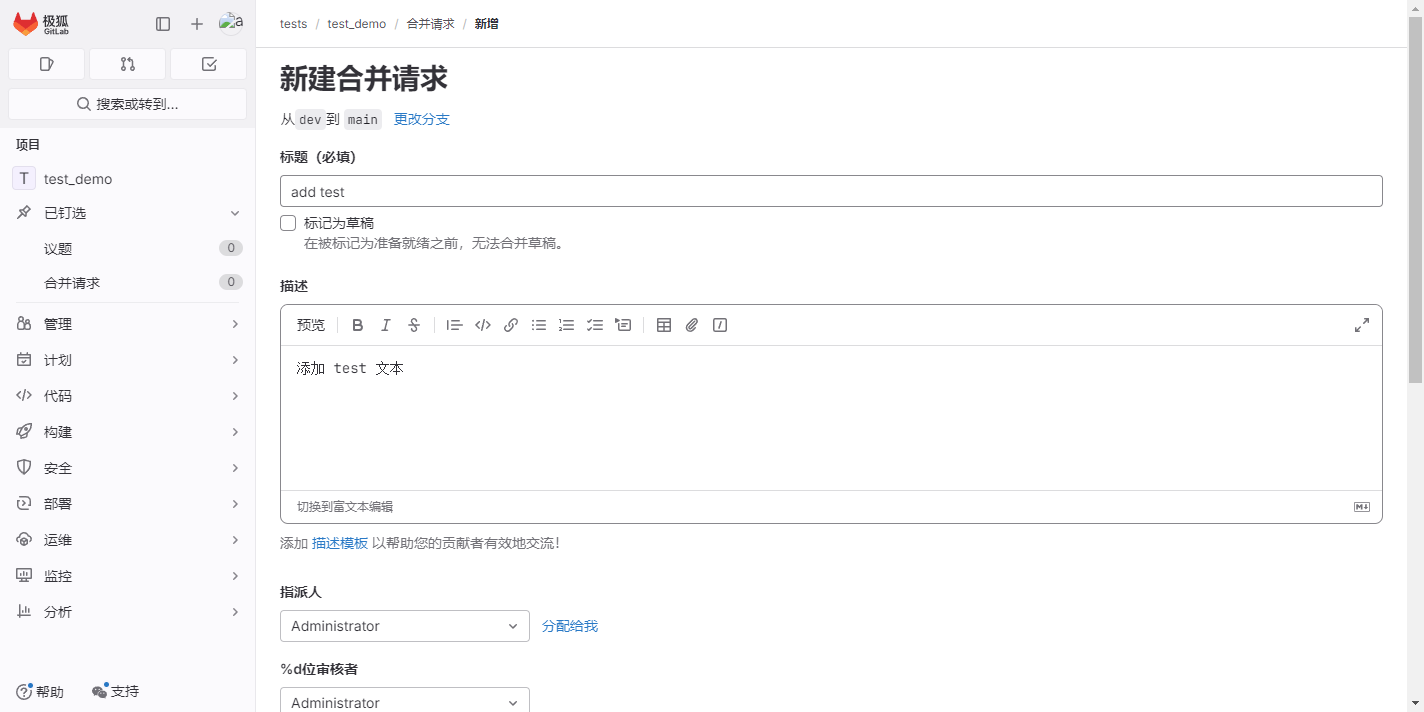 极狐
GitLab
a
搜索或转到...
项目
T test_demo
已钉选
议题 0
合并请求 0
管理
计划
代码
构建
安全
部署
运维
监控
分析
帮助 支持
tests / test_demo / 合并请求 / 新增
新建合并请求
从 dev 到 main 更改分支
标题（必填）
add test
标记为草稿
在被标记为准备就绪之前，无法合并草稿。
描述
预览
添加 test 文本
切换到富文本编辑
添加 描述模板 以帮助您的贡献者有效地交流！
指派人
Administrator 分配给我
%d位审核者
Administrator